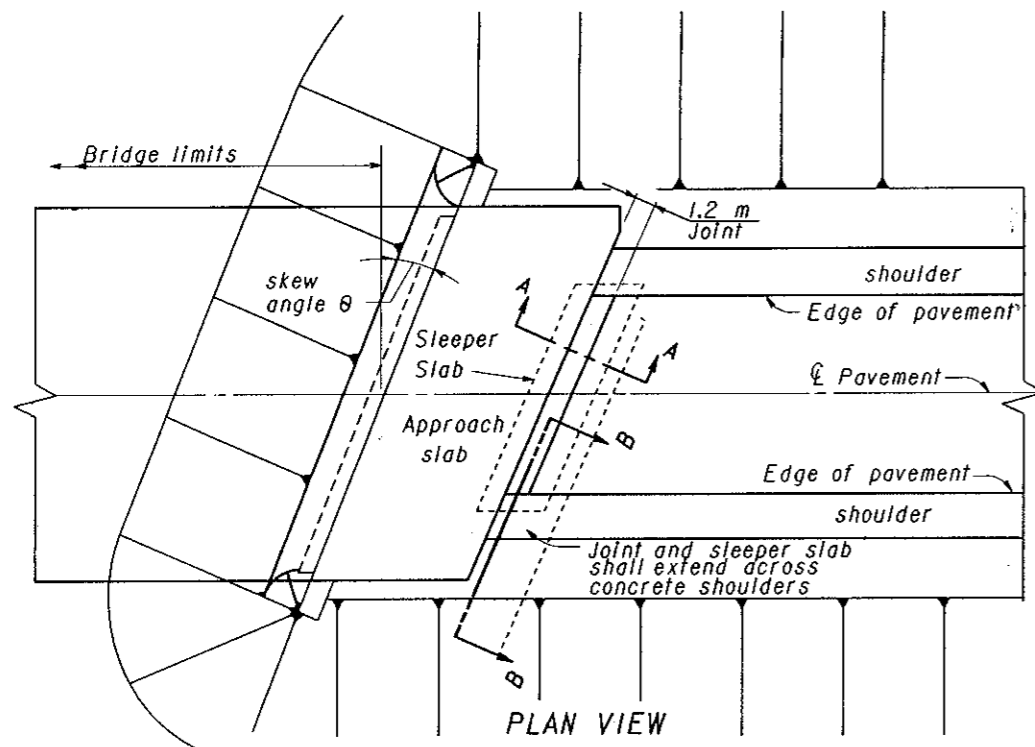 Bridge limits
1.2 m
Joint
shoulder
skew
angle θ
A
Edge of pavement
Sleeper
Slab
A
℄ Pavement
Approach
slab
B
Edge of pavement
shoulder
Joint and sleeper slab
shall extend across
concrete shoulders
B
PLAN VIEW